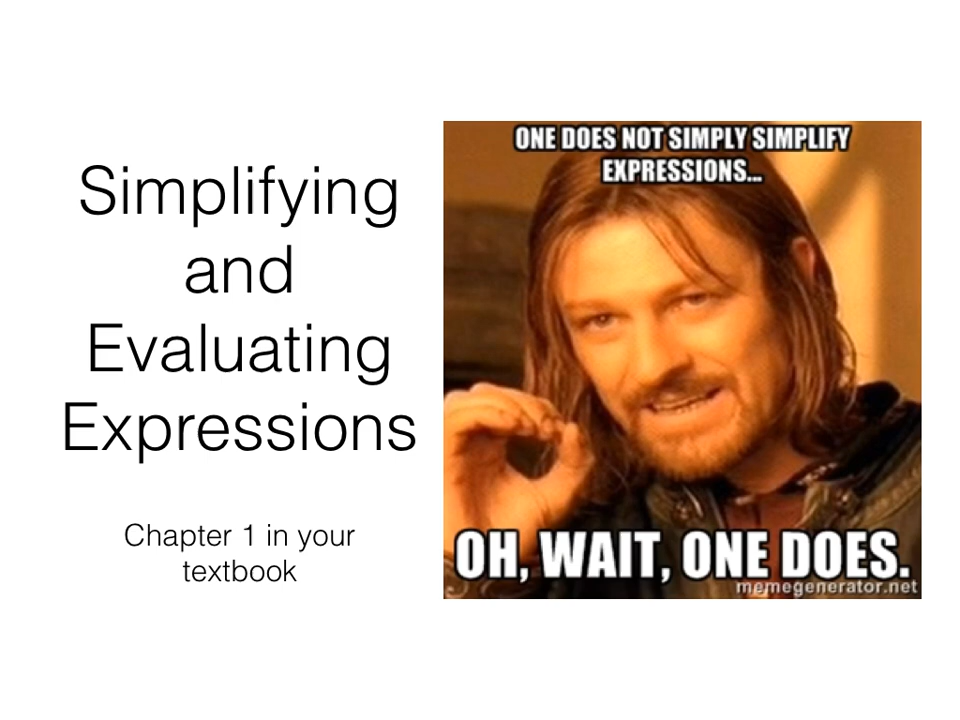 Simplifying
and
Evaluating
Expressions
Chapter 1 in your
textbook
ONE DOES NOT SIMPLY SIMPLIFY
EXPRESSIONS...
OH, WAIT, ONE DOES.
memegenerator.net